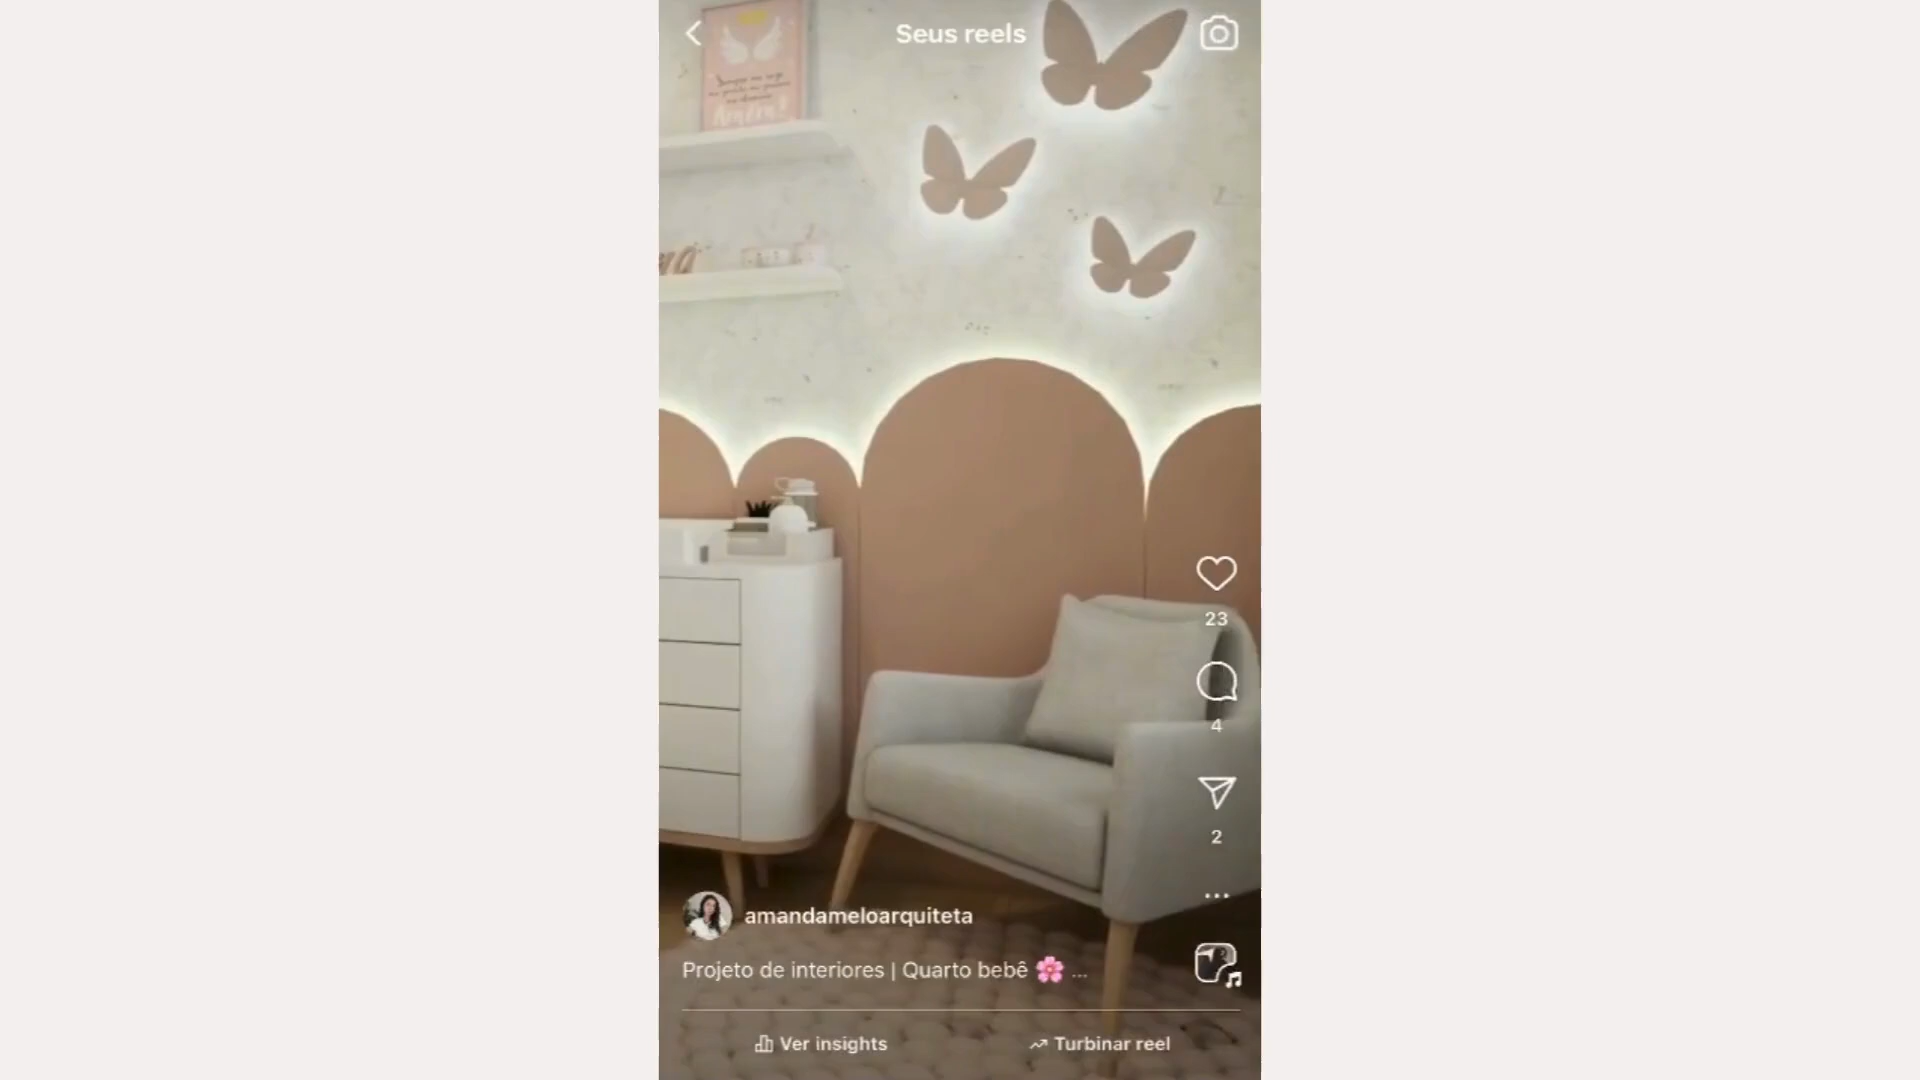 Seus reels
23
4
2
amandameloarquiteta
Projeto de interiores | Quarto bebê 🌸 ...
Ver insights
Turbinar reel